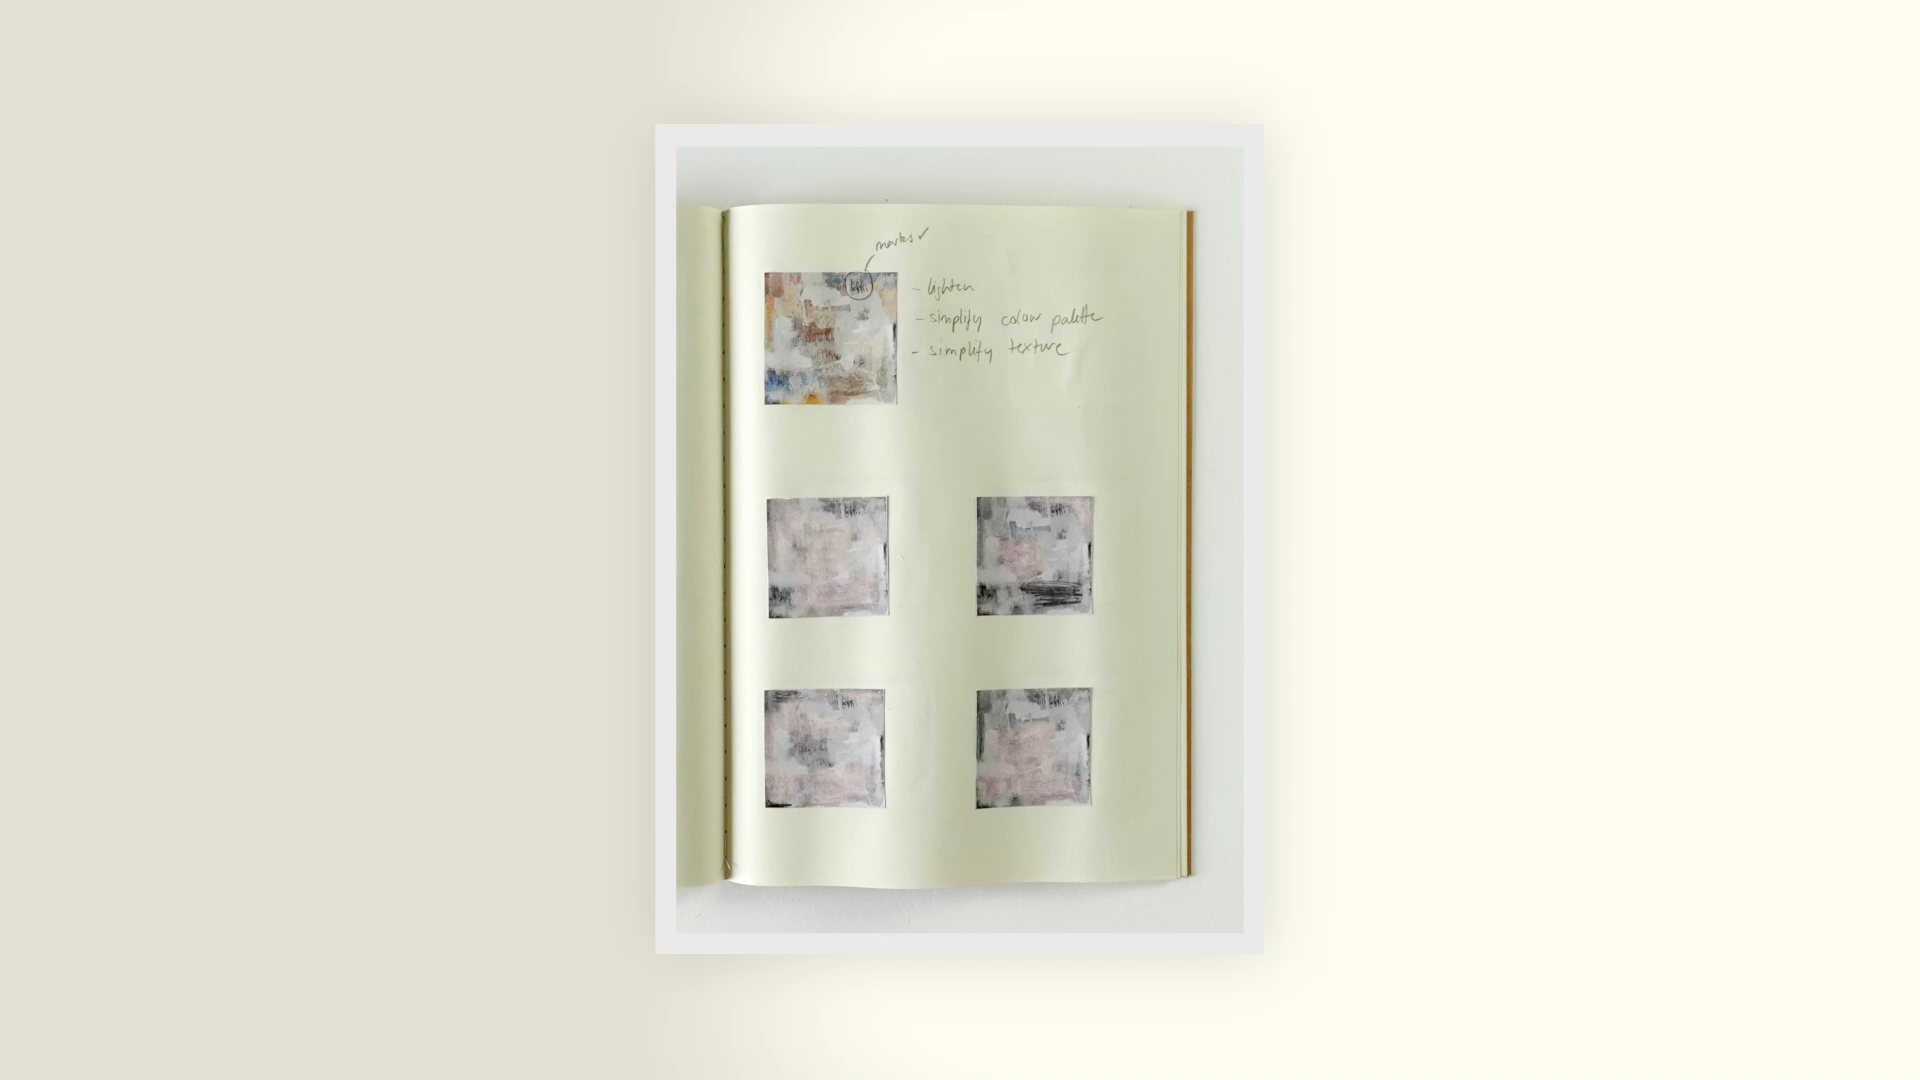 marks ✓
- lighten
- simplify colour palette
- simplify texture